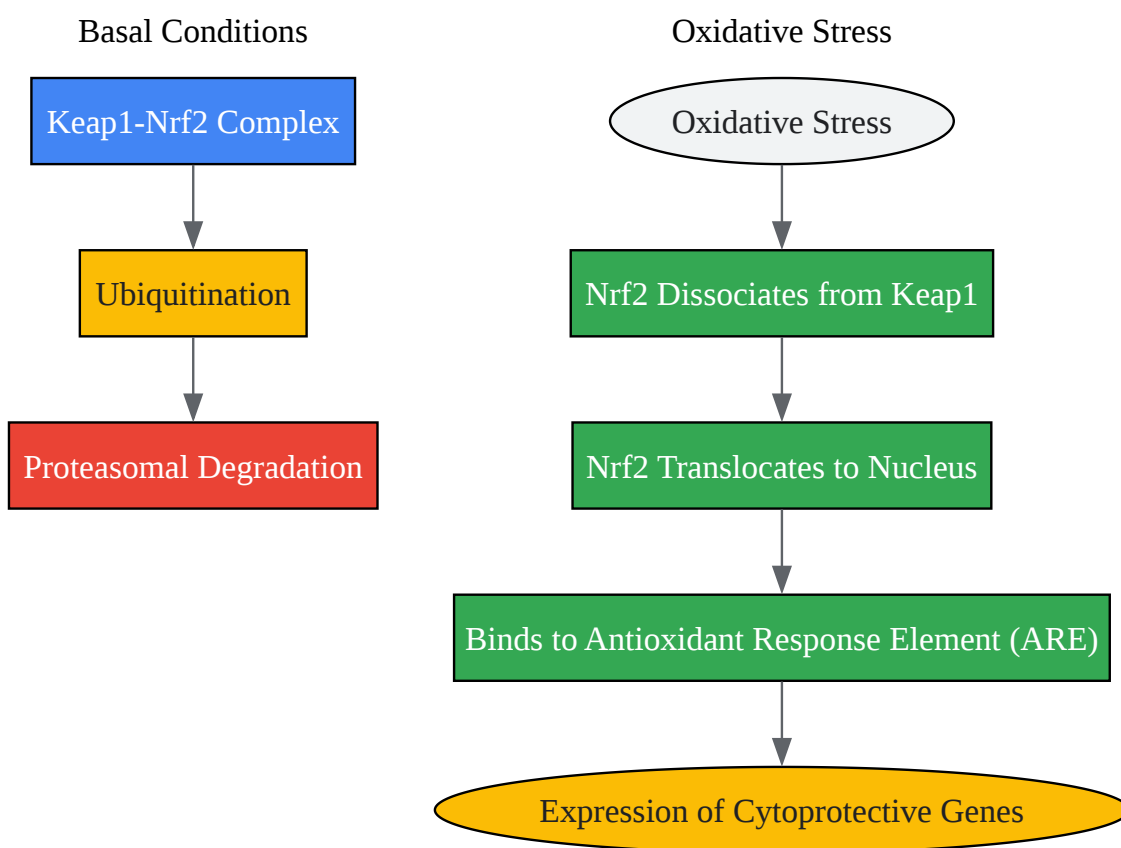 Basal Conditions
Keap1-Nrf2 Complex
Ubiquitination
Proteasomal Degradation
Oxidative Stress
Oxidative Stress
Nrf2 Dissociates from Keap1
Nrf2 Translocates to Nucleus
Binds to Antioxidant Response Element (ARE)
Expression of Cytoprotective Genes